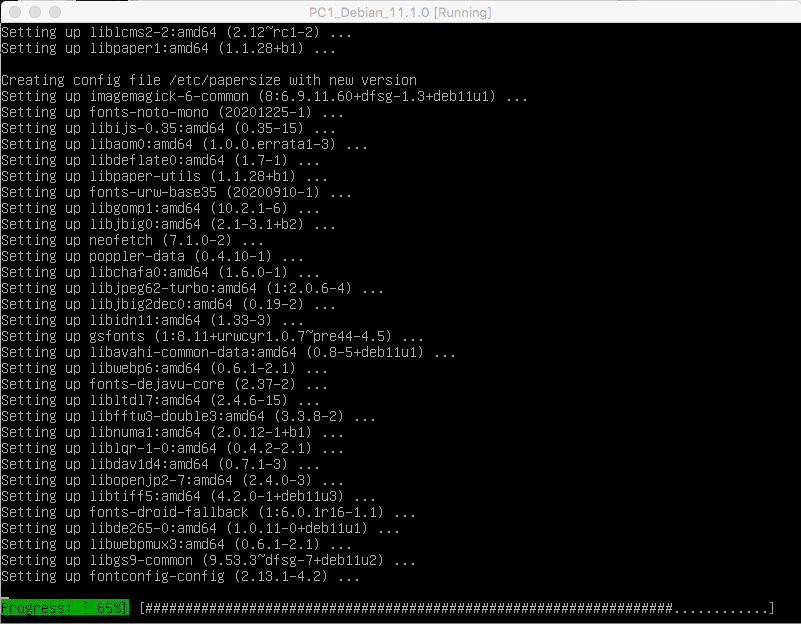 PC1_Debian_11.1.0 [Running]
Setting up liblcms2-2:amd64 (2.12~rc1-2) ...
Setting up libpaper1:amd64 (1.1.28+b1) ...
Creating config file /etc/papersize with new version
Setting up imagemagick-6-common (8:6.9.11.60+dfsg-1.3+deb11u1) ...
Setting up fonts-noto-mono (20201225-1) ...
Setting up libijs-0.35:amd64 (0.35-15) ...
Setting up libaom0:amd64 (1.0.0.errata1-3) ...
Setting up libdeflate0:amd64 (1.7-1) ...
Setting up libpaper-utils (1.1.28+b1) ...
Setting up fonts-urw-base35 (20200910-1) ...
Setting up libgomp1:amd64 (10.2.1-6) ...
Setting up libjbig0:amd64 (2.1-3.1+b2) ...
Setting up neofetch (7.1.0-2) ...
Setting up poppler-data (0.4.10-1) ...
Setting up libchafa0:amd64 (1.6.0-1) ...
Setting up libjpeg62-turbo:amd64 (1:2.0.6-4) ...
Setting up libjbig2dec0:amd64 (0.19-2) ...
Setting up libidn11:amd64 (1.33-3) ...
Setting up gsfonts (1:8.11+urwcyr1.0.7~pre44-4.5) ...
Setting up libavahi-common-data:amd64 (0.8-5+deb11u1) ...
Setting up libwebp6:amd64 (0.6.1-2.1) ...
Setting up fonts-dejavu-core (2.37-2) ...
Setting up libltdl7:amd64 (2.4.6-15) ...
Setting up libfftw3-double3:amd64 (3.3.8-2) ...
Setting up libnuma1:amd64 (2.0.12-1+b1) ...
Setting up liblqr-1-0:amd64 (0.4.2-2.1) ...
Setting up libdav1d4:amd64 (0.7.1-3) ...
Setting up libopenjp2-7:amd64 (2.4.0-3) ...
Setting up libtiff5:amd64 (4.2.0-1+deb11u3) ...
Setting up fonts-droid-fallback (1:6.0.1r16-1.1) ...
Setting up libde265-0:amd64 (1.0.11-0+deb11u1) ...
Setting up libwebpmux3:amd64 (0.6.1-2.1) ...
Setting up libgs9-common (9.53.3~dfsg-7+deb11u2) ...
Setting up fontconfig-config (2.13.1-4.2) ...
Progress: [ 85%] [##################################################################............]